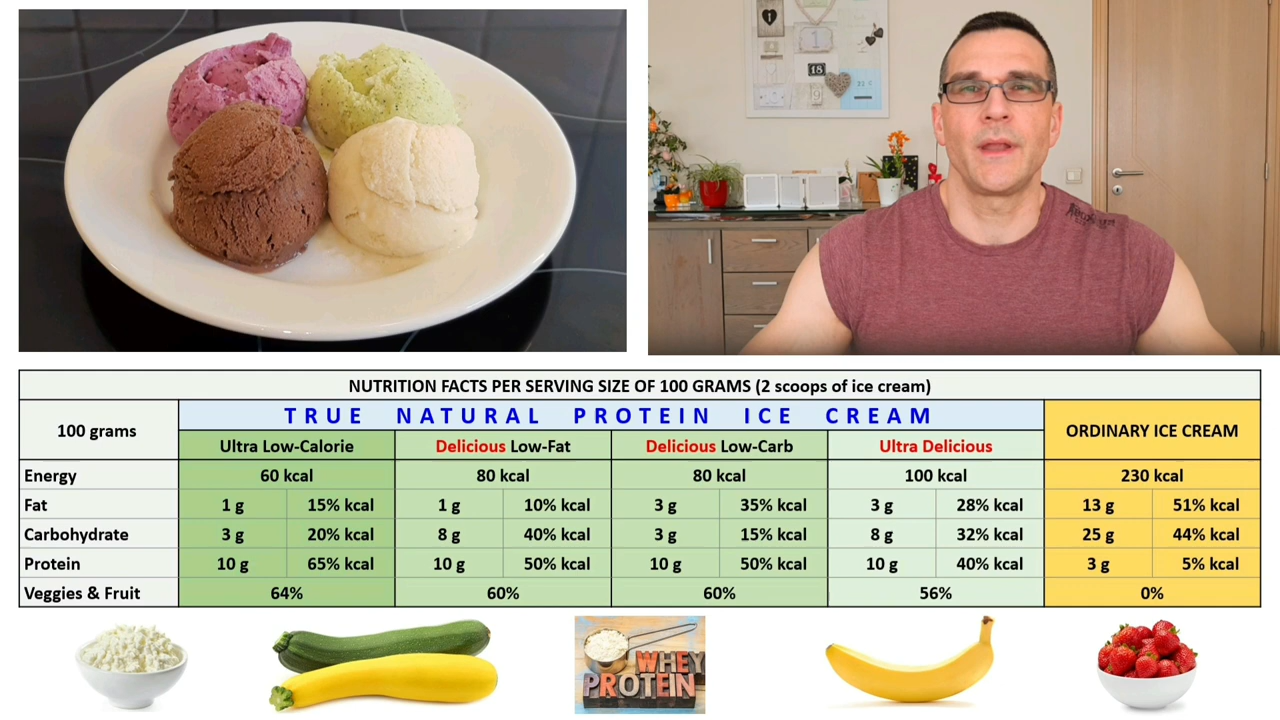 18
NUTRITION FACTS PER SERVING SIZE OF 100 GRAMS (2 scoops of ice cream)
100 grams
TRUE NATURAL PROTEIN ICE CREAM
ORDINARY ICE CREAM
Ultra Low-Calorie Delicious Low-Fat Delicious Low-Carb Ultra Delicious
Energy 60 kcal 80 kcal 80 kcal 100 kcal 230 kcal
Fat 1 g 15% kcal 1 g 10% kcal 3 g 35% kcal 3 g 28% kcal 13 g 51% kcal
Carbohydrate 3 g 20% kcal 8 g 40% kcal 3 g 15% kcal 8 g 32% kcal 25 g 44% kcal
Protein 10 g 65% kcal 10 g 50% kcal 10 g 50% kcal 10 g 40% kcal 3 g 5% kcal
Veggies & Fruit 64% 60% 60% 56% 0%
WHEY
PROTEIN